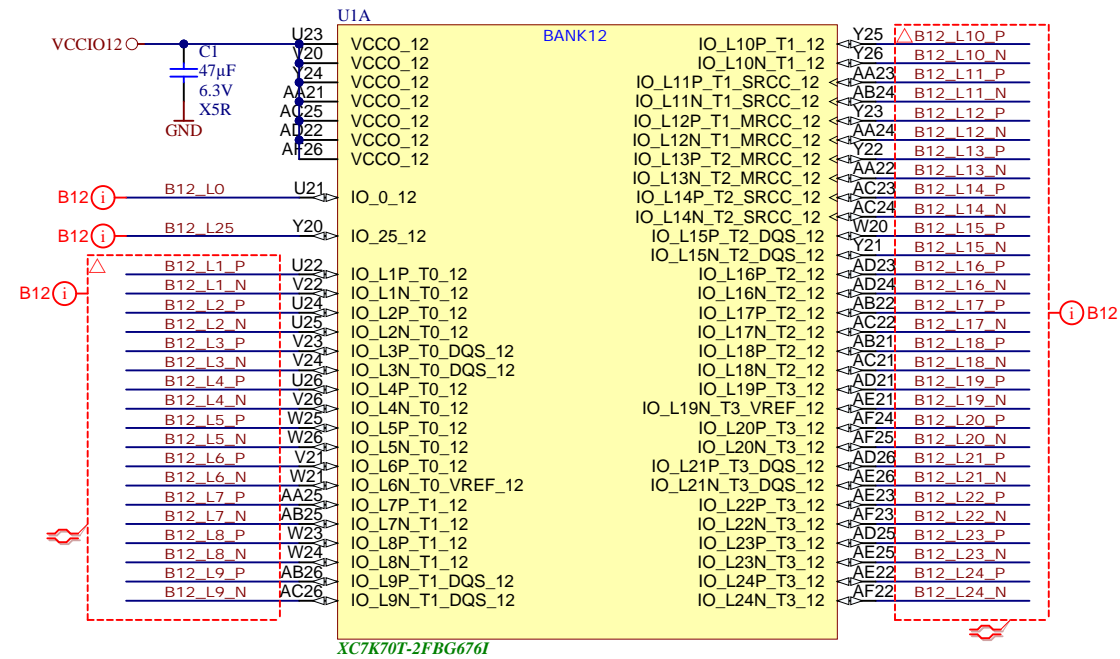 U1A
BANK12
VCCIO12
C1
47µF
6.3V
X5R
GND
U23 VCCO_12
V20 VCCO_12
Y24 VCCO_12
AA21 VCCO_12
AC25 VCCO_12
AD22 VCCO_12
AF26 VCCO_12
B12 i B12_L0 U21 IO_0_12
B12 i B12_L25 Y20 IO_25_12
B12_L1_P U22 IO_L1P_T0_12
B12 i B12_L1_N V22 IO_L1N_T0_12
B12_L2_P U24 IO_L2P_T0_12
B12_L2_N U25 IO_L2N_T0_12
B12_L3_P V23 IO_L3P_T0_DQS_12
B12_L3_N V24 IO_L3N_T0_DQS_12
B12_L4_P U26 IO_L4P_T0_12
B12_L4_N V26 IO_L4N_T0_12
B12_L5_P W25 IO_L5P_T0_12
B12_L5_N W26 IO_L5N_T0_12
B12_L6_P V21 IO_L6P_T0_12
B12_L6_N W21 IO_L6N_T0_VREF_12
B12_L7_P AA25 IO_L7P_T1_12
B12_L7_N AB25 IO_L7N_T1_12
B12_L8_P W23 IO_L8P_T1_12
B12_L8_N W24 IO_L8N_T1_12
B12_L9_P AB26 IO_L9P_T1_DQS_12
B12_L9_N AC26 IO_L9N_T1_DQS_12
IO_L10P_T1_12 Y25 B12_L10_P
IO_L10N_T1_12 Y26 B12_L10_N
IO_L11P_T1_SRCC_12 AA23 B12_L11_P
IO_L11N_T1_SRCC_12 AB24 B12_L11_N
IO_L12P_T1_MRCC_12 Y23 B12_L12_P
IO_L12N_T1_MRCC_12 AA24 B12_L12_N
IO_L13P_T2_MRCC_12 Y22 B12_L13_P
IO_L13N_T2_MRCC_12 AA22 B12_L13_N
IO_L14P_T2_SRCC_12 AC23 B12_L14_P
IO_L14N_T2_SRCC_12 AC24 B12_L14_N
IO_L15P_T2_DQS_12 W20 B12_L15_P
IO_L15N_T2_DQS_12 Y21 B12_L15_N
IO_L16P_T2_12 AD23 B12_L16_P
IO_L16N_T2_12 AD24 B12_L16_N
IO_L17P_T2_12 AB22 B12_L17_P i B12
IO_L17N_T2_12 AC22 B12_L17_N
IO_L18P_T2_12 AB21 B12_L18_P
IO_L18N_T2_12 AC21 B12_L18_N
IO_L19P_T3_12 AD21 B12_L19_P
IO_L19N_T3_VREF_12 AE21 B12_L19_N
IO_L20P_T3_12 AF24 B12_L20_P
IO_L20N_T3_12 AF25 B12_L20_N
IO_L21P_T3_DQS_12 AD26 B12_L21_P
IO_L21N_T3_DQS_12 AE26 B12_L21_N
IO_L22P_T3_12 AE23 B12_L22_P
IO_L22N_T3_12 AF23 B12_L22_N
IO_L23P_T3_12 AD25 B12_L23_P
IO_L23N_T3_12 AE25 B12_L23_N
IO_L24P_T3_12 AE22 B12_L24_P
IO_L24N_T3_12 AF22 B12_L24_N
XC7K70T-2FBG676I